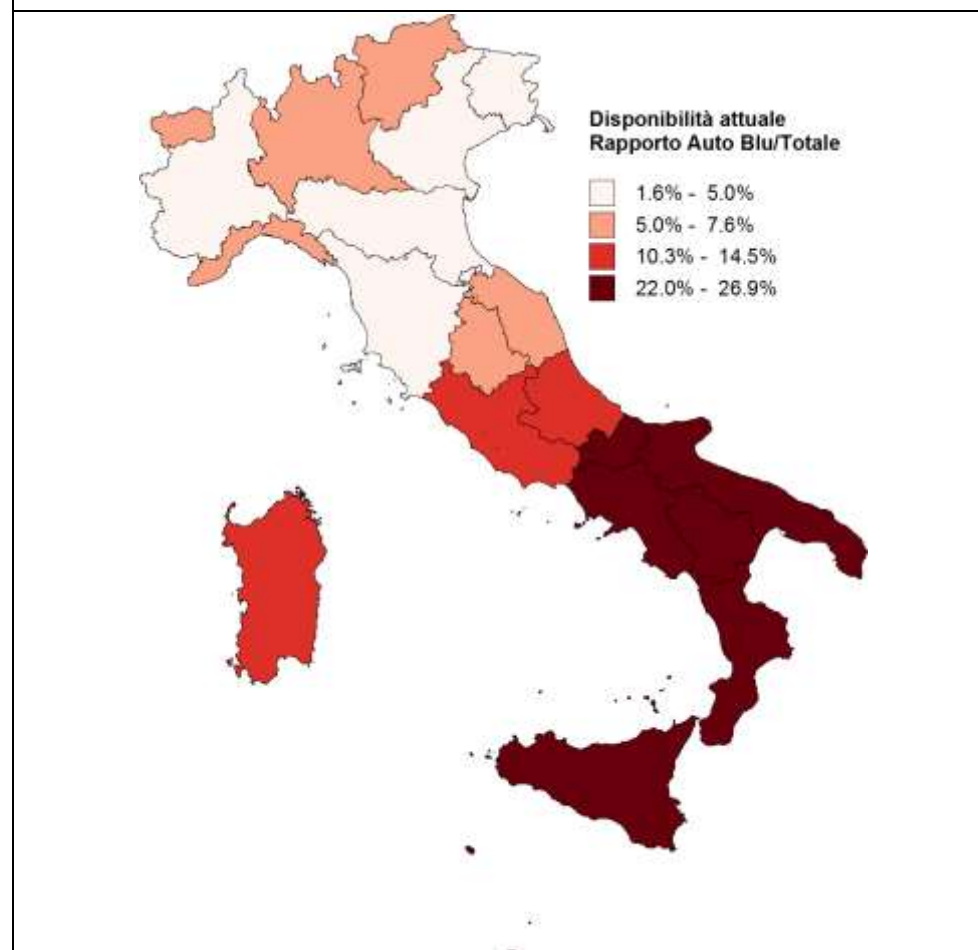 Disponibilità attuale
Rapporto Auto Blu/Totale
1.6% - 5.0%
5.0% - 7.6%
10.3% - 14.5%
22.0% - 26.9%